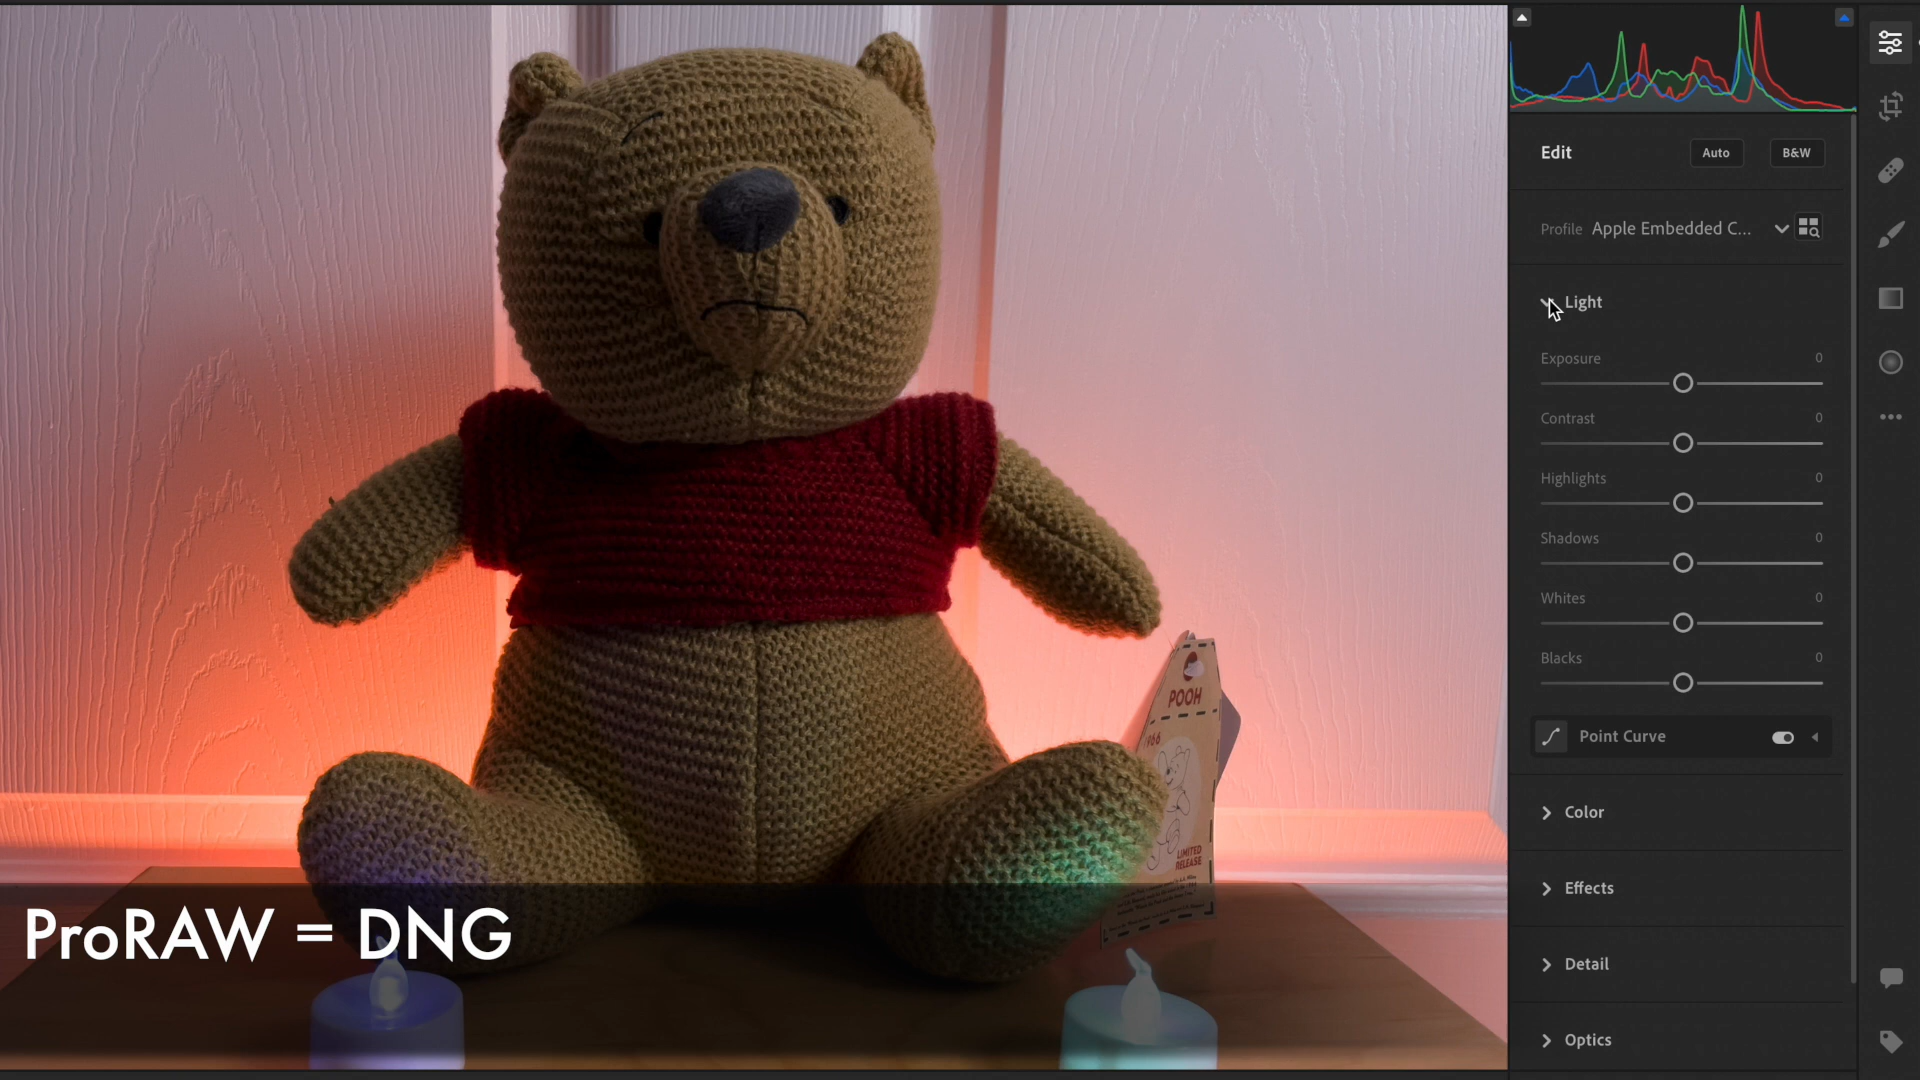 Edit
Auto
B&W
Profile Apple Embedded C...
Light
Exposure 0
Contrast 0
Highlights 0
Shadows 0
Whites 0
Blacks 0
Point Curve
Color
Effects
Detail
Optics
POOH
1966
LIMITED
RELEASE
ProRAW = DNG